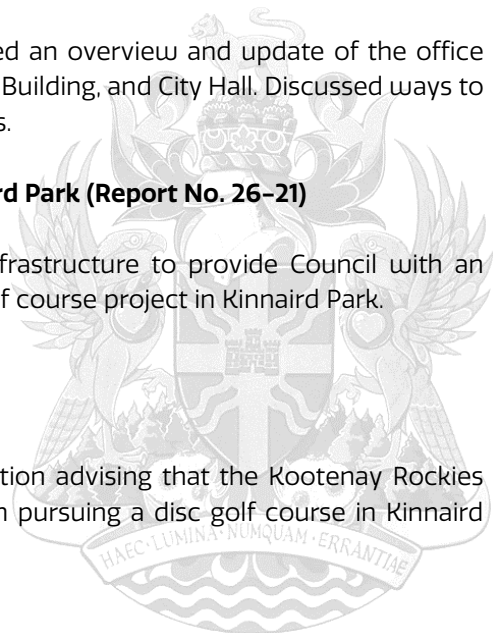 ed an overview and update of the office
Building, and City Hall. Discussed ways to
s.
rd Park (Report No. 26–21)
frastructure to provide Council with an
f course project in Kinnaird Park.
tion advising that the Kootenay Rockies
n pursuing a disc golf course in Kinnaird
HAEC·LUMINA·NUMQUAM·ERRANTIAE